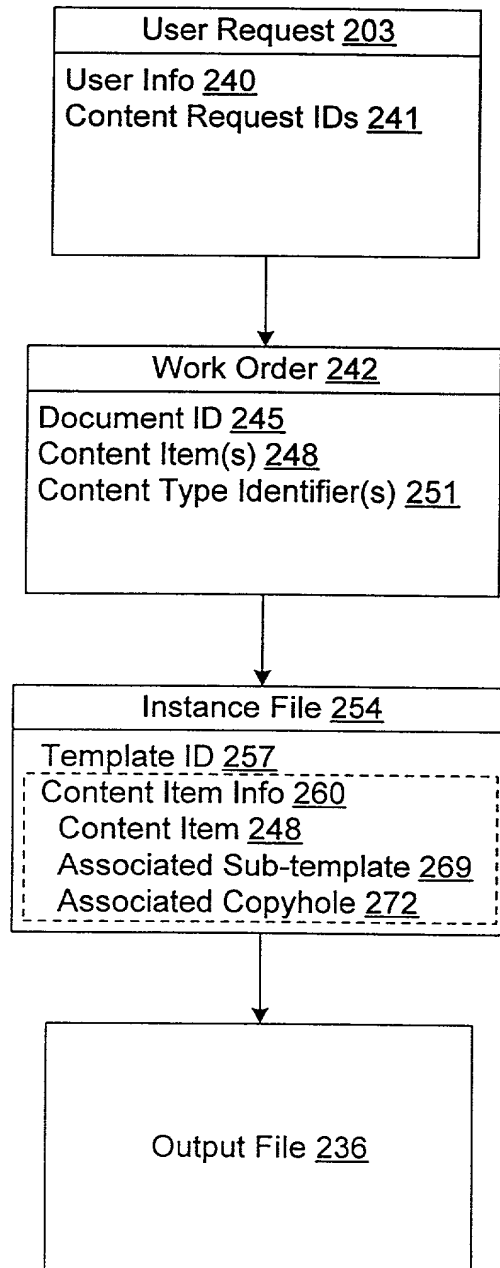 User Request 203
User Info 240
Content Request IDs 241
Work Order 242
Document ID 245
Content Item(s) 248
Content Type Identifier(s) 251
Instance File 254
Template ID 257
Content Item Info 260
Content Item 248
Associated Sub-template 269
Associated Copyhole 272
Output File 236